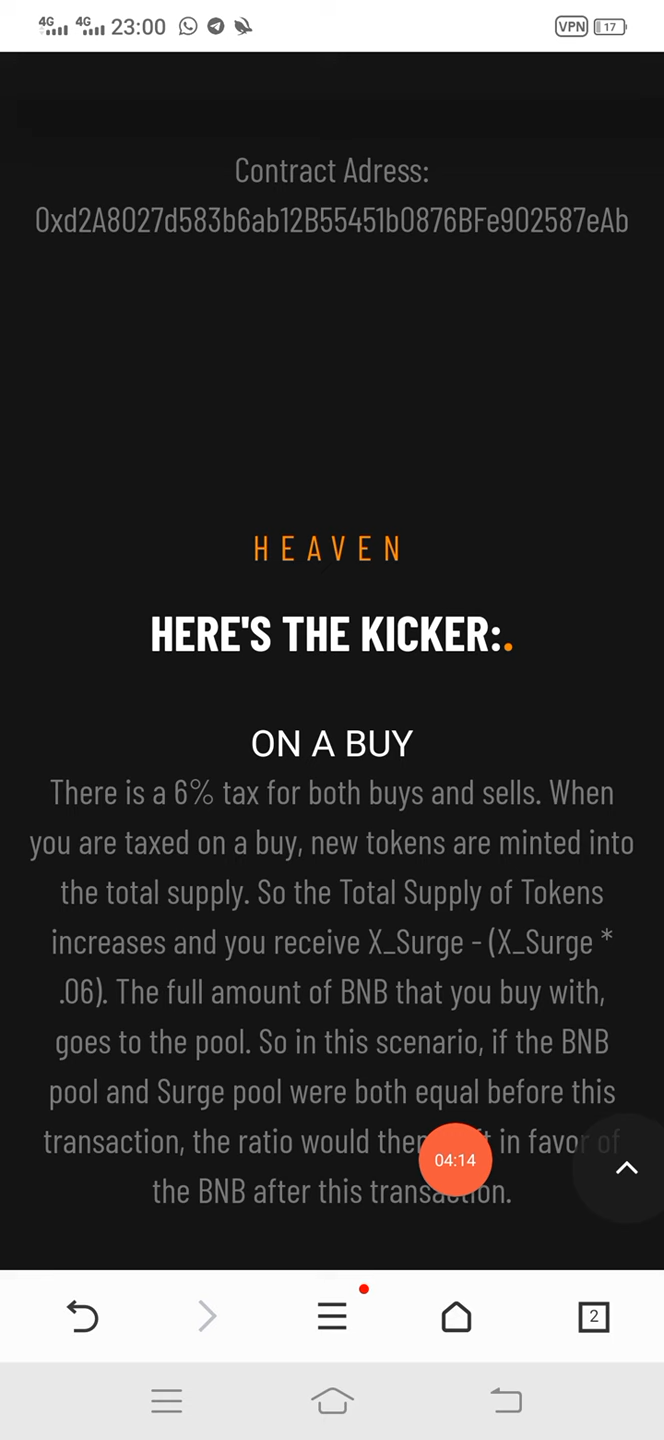 4G 4G 23:00 VPN 17
Contract Adress:
0xd2A8027d583b6ab12B55451b0876BFe902587eAb
HEAVEN
HERE'S THE KICKER:.
ON A BUY
There is a 6% tax for both buys and sells. When
you are taxed on a buy, new tokens are minted into
the total supply. So the Total Supply of Tokens
increases and you receive X_Surge - (X_Surge *
.06). The full amount of BNB that you buy with,
goes to the pool. So in this scenario, if the BNB
pool and Surge pool were both equal before this
transaction, the ratio would then in favor of
04:14
the BNB after this transaction.
2